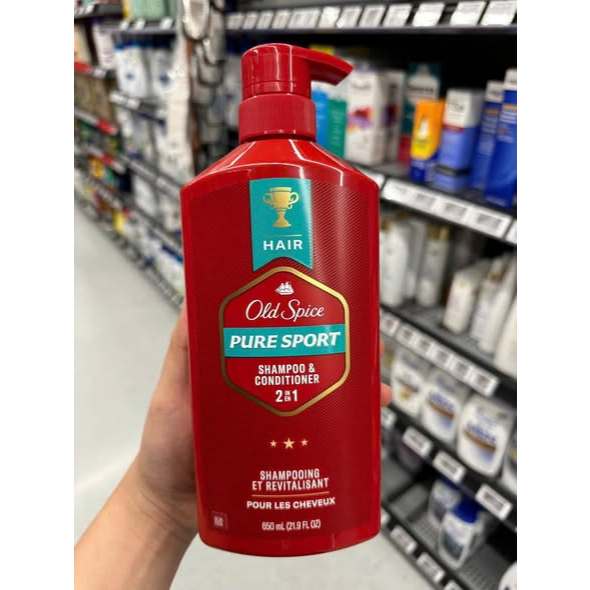 HAIR
Old Spice
PURE SPORT
SHAMPOO &
CONDITIONER
2 IN EN 1
SHAMPOOING
ET REVITALISANT
POUR LES CHEVEUX
650 mL (21.9 FL OZ)